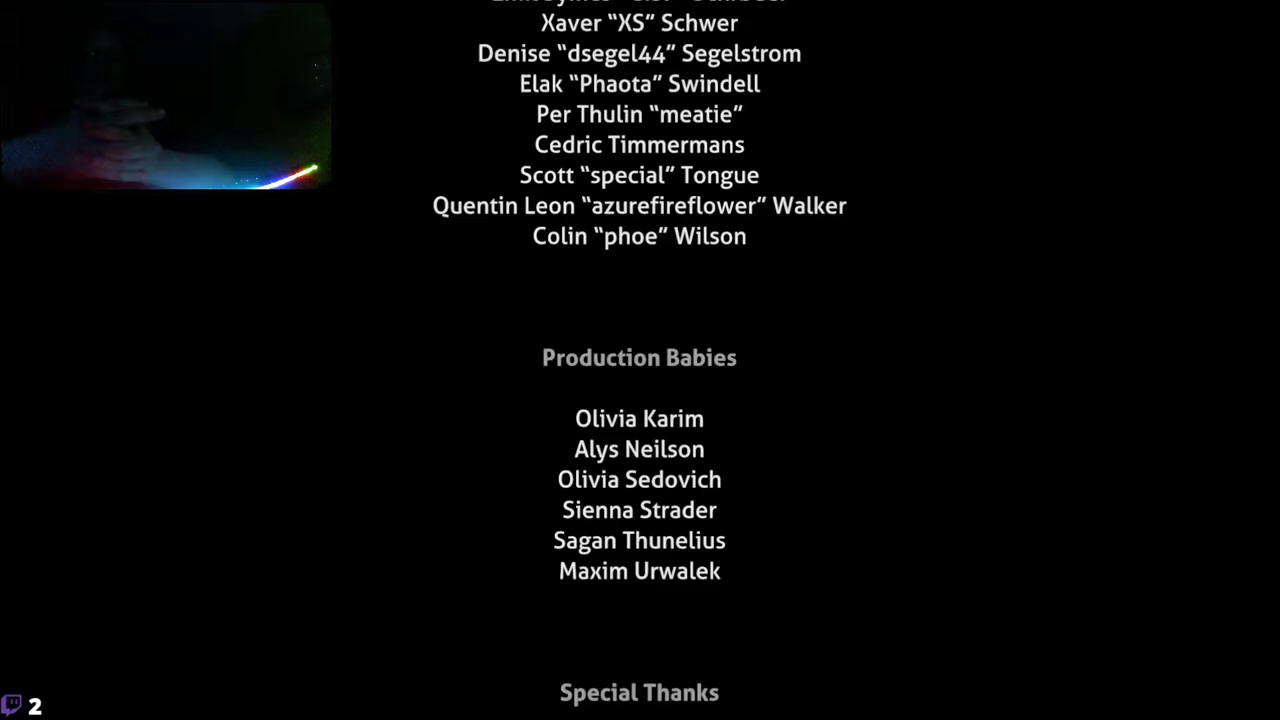 Xaver “XS” Schwer
Denise “dsegel44” Segelstrom
Elak “Phaota” Swindell
Per Thulin “meatie”
Cedric Timmermans
Scott “special” Tongue
Quentin Leon “azurefireflower” Walker
Colin “phoe” Wilson
Production Babies
Olivia Karim
Alys Neilson
Olivia Sedovich
Sienna Strader
Sagan Thunelius
Maxim Urwalek
Special Thanks
2